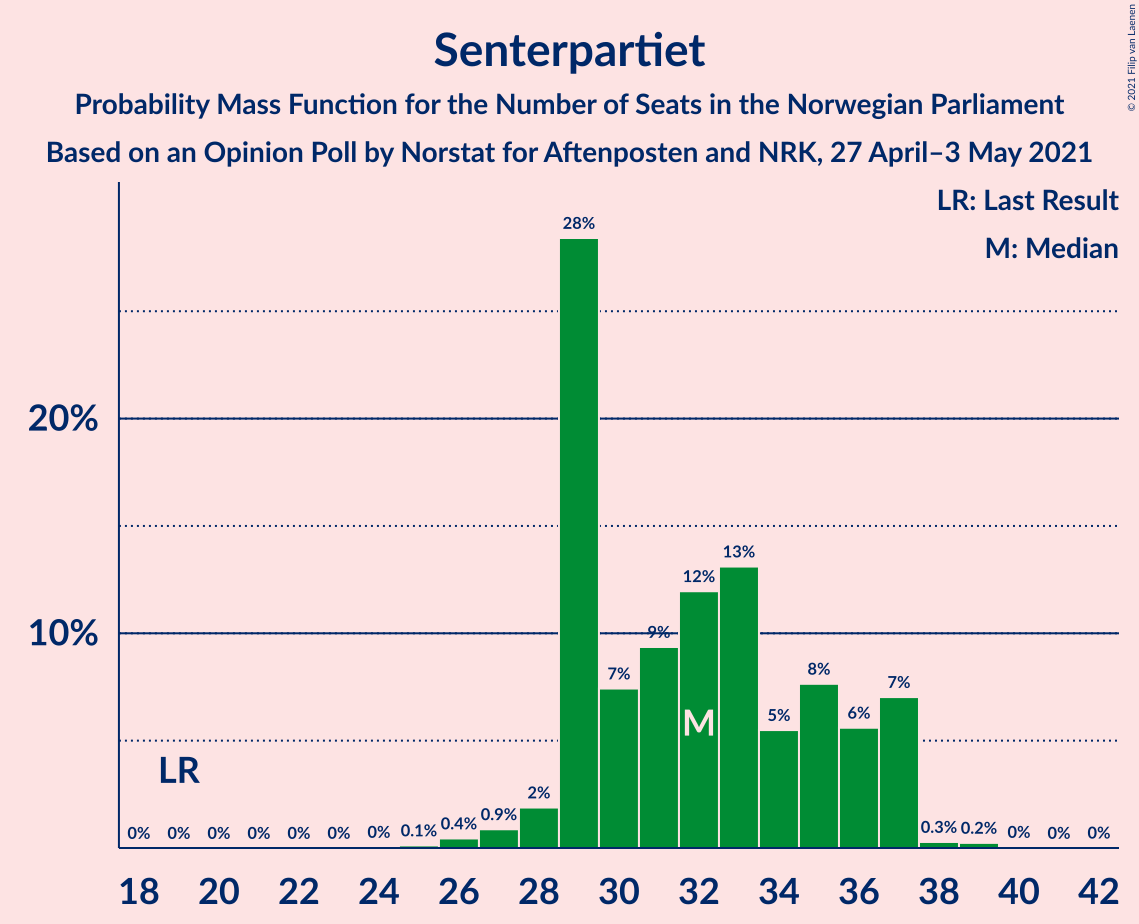 Senterpartiet
Probability Mass Function for the Number of Seats in the Norwegian Parliament
Based on an Opinion Poll by Norstat for Aftenposten and NRK, 27 April–3 May 2021
© 2021 Filip van Laenen
LR: Last Result
M: Median
20%
10%
0% 0% 0% 0% 0% 0% 0% 0.1% 0.4% 0.9% 2% 28% 7% 9% 12% 13% 5% 8% 6% 7% 0.3% 0.2% 0% 0% 0%
LR
M
18 20 22 24 26 28 30 32 34 36 38 40 42